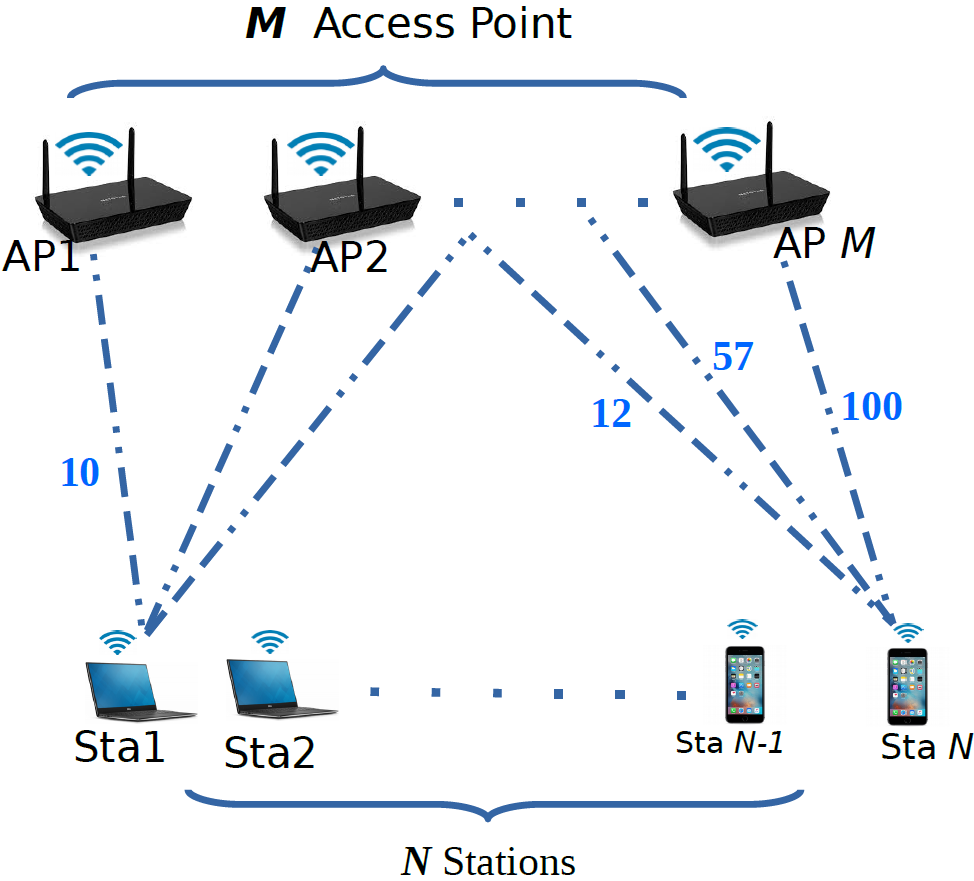 M Access Point
AP1
AP2
AP M
57
100
12
10
Sta1
Sta2
Sta N-1
Sta N
N Stations